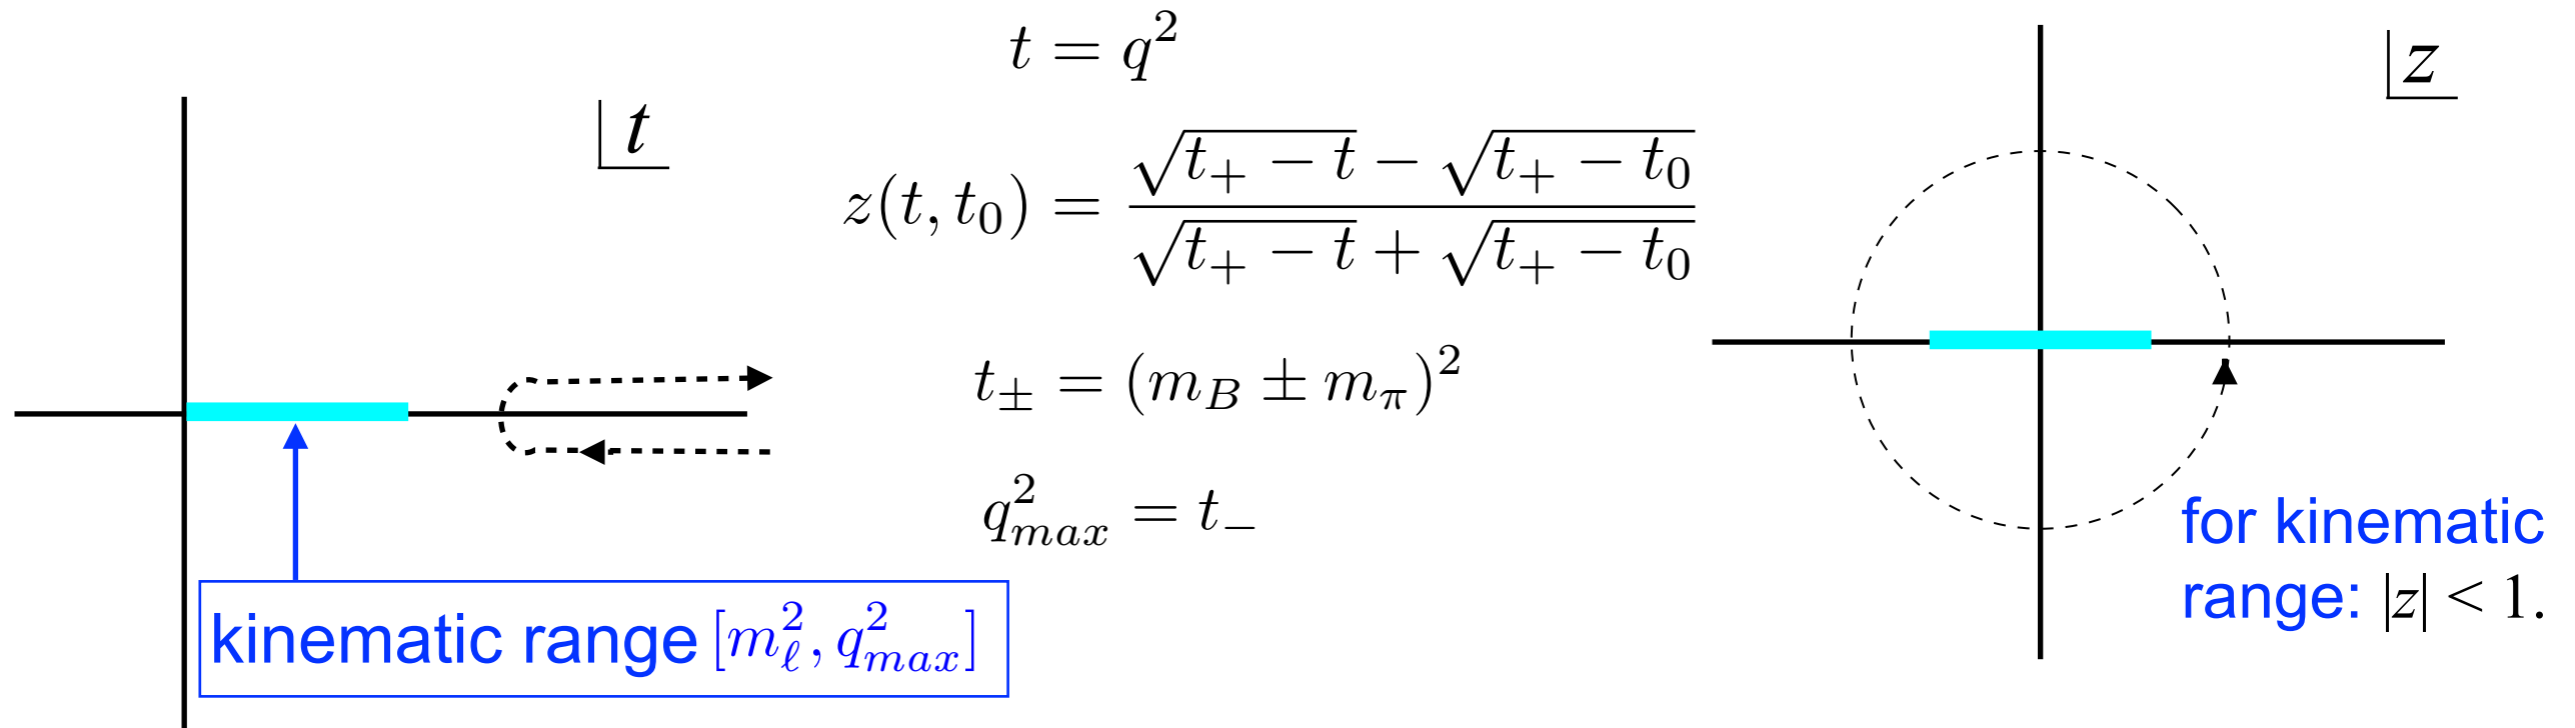 t
t = q^2
z(t, t_0) = \frac{\sqrt{t_+ - t} - \sqrt{t_+ - t_0}}{\sqrt{t_+ - t} + \sqrt{t_+ - t_0}}
t_± = (m_B ± m_π)^2
q^2_{max} = t_-
kinematic range [m_ℓ^2, q^2_{max}]
z
for kinematic
range: |z| < 1.